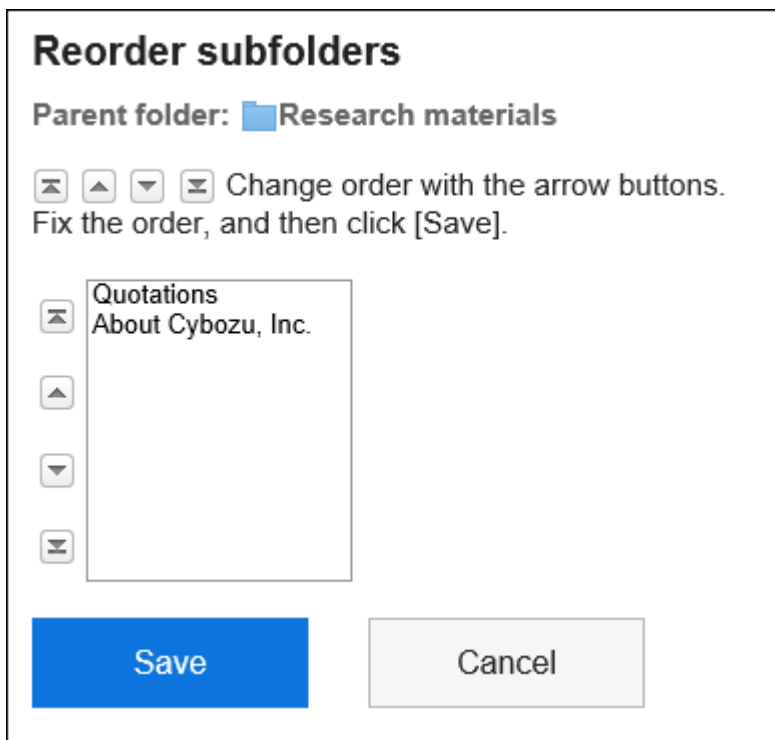 Reorder subfolders
Parent folder: Research materials
Change order with the arrow buttons.
Fix the order, and then click [Save].
Quotations
About Cybozu, Inc.
Save
Cancel